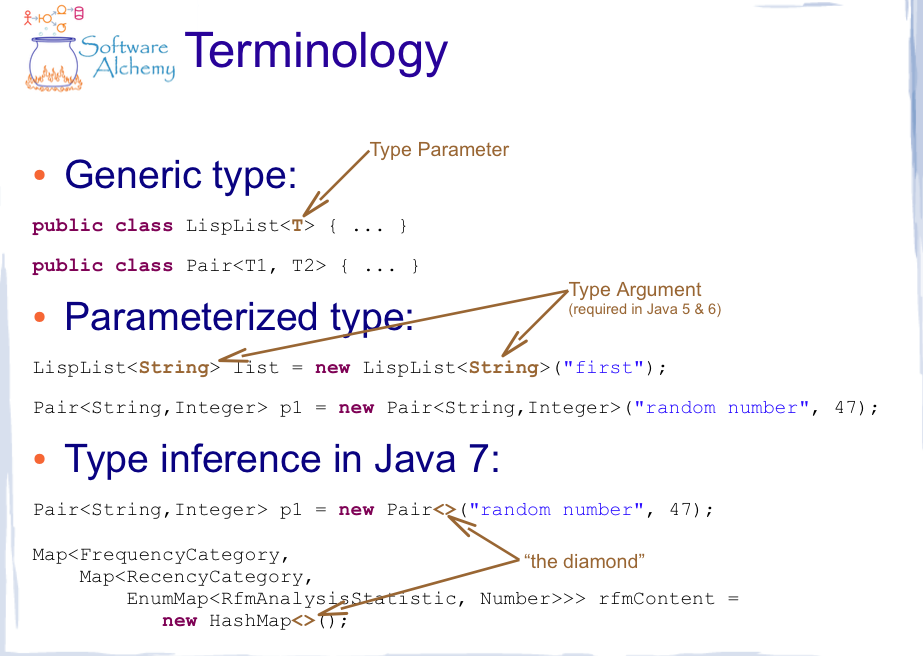 Software
Alchemy
Terminology
Type Parameter
• Generic type:
public class LispList<T> { ... }
public class Pair<T1, T2> { ... }
Type Argument
(required in Java 5 & 6)
• Parameterized type:
LispList<String> list = new LispList<String>("first");
Pair<String,Integer> p1 = new Pair<String,Integer>("random number", 47);
• Type inference in Java 7:
Pair<String,Integer> p1 = new Pair<>("random number", 47);
Map<FrequencyCategory,
“the diamond”
Map<RecencyCategory,
EnumMap<RfmAnalysisStatistic, Number>>> rfmContent =
new HashMap<>();